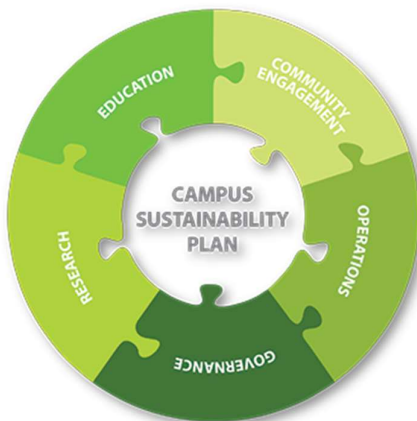 EDUCATION
COMMUNITY
ENGAGEMENT
CAMPUS
SUSTAINABILITY
PLAN
OPERATIONS
RESEARCH
GOVERNANCE